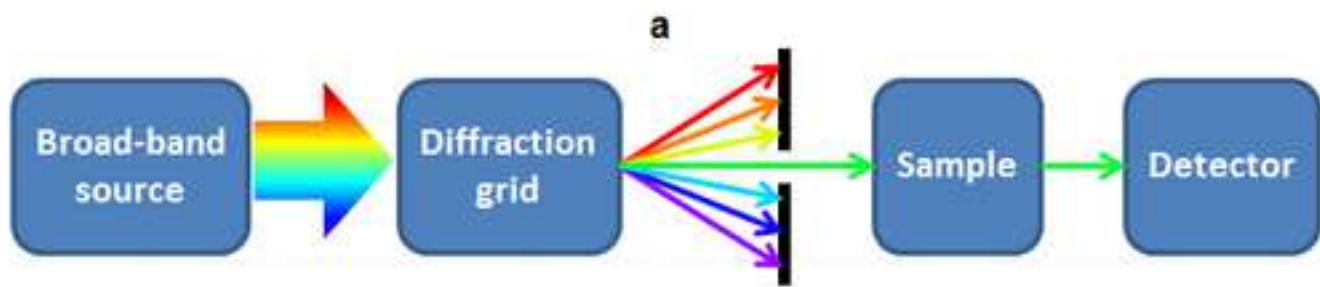 a
Broad-band
source
Diffraction
grid
Sample
Detector